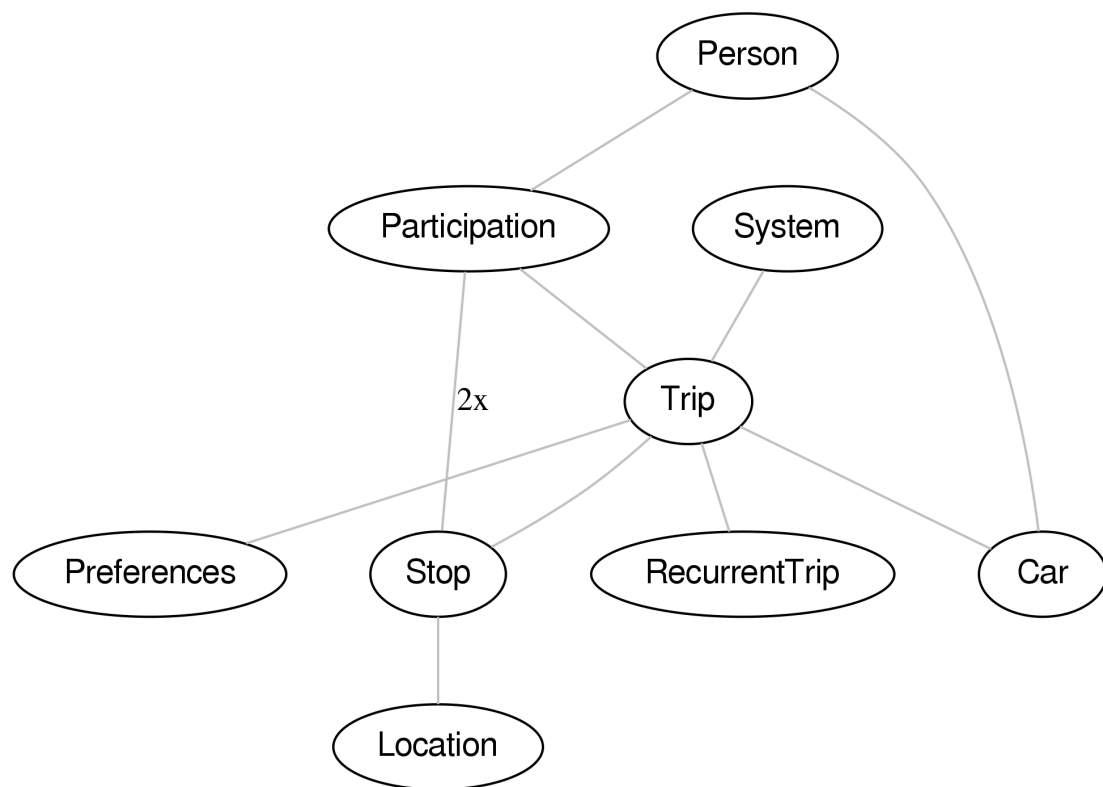 Person
Participation
System
2x
Trip
Preferences
Stop
RecurrentTrip
Car
Location